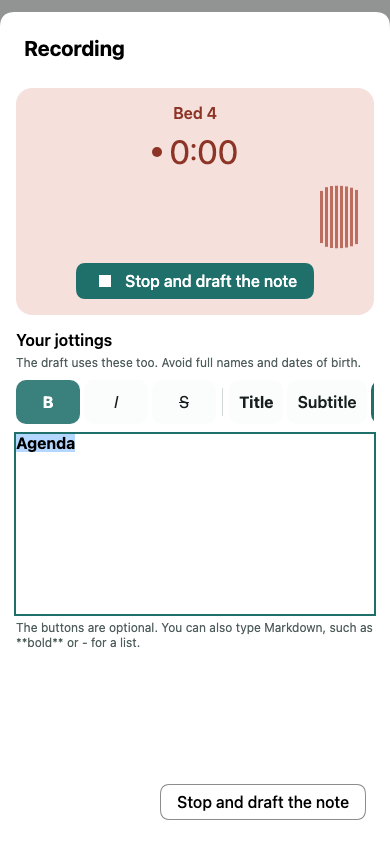 Recording
Bed 4
0:00
Stop and draft the note
Your jottings
The draft uses these too. Avoid full names and dates of birth.
B I S Title Subtitle
Agenda
The buttons are optional. You can also type Markdown, such as
**bold** or - for a list.
Stop and draft the note